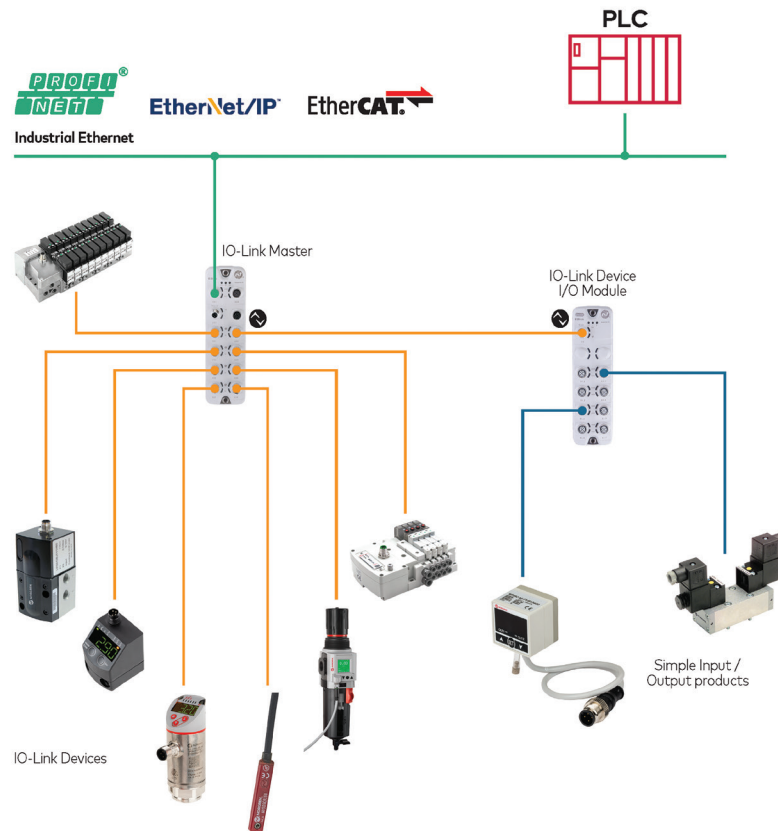 PLC
PROFI
NET®
EtherNet/IP™
EtherCAT®
Industrial Ethernet
IO-Link Master
IO-Link Device
I/O Module
Simple Input /
Output products
IO-Link Devices